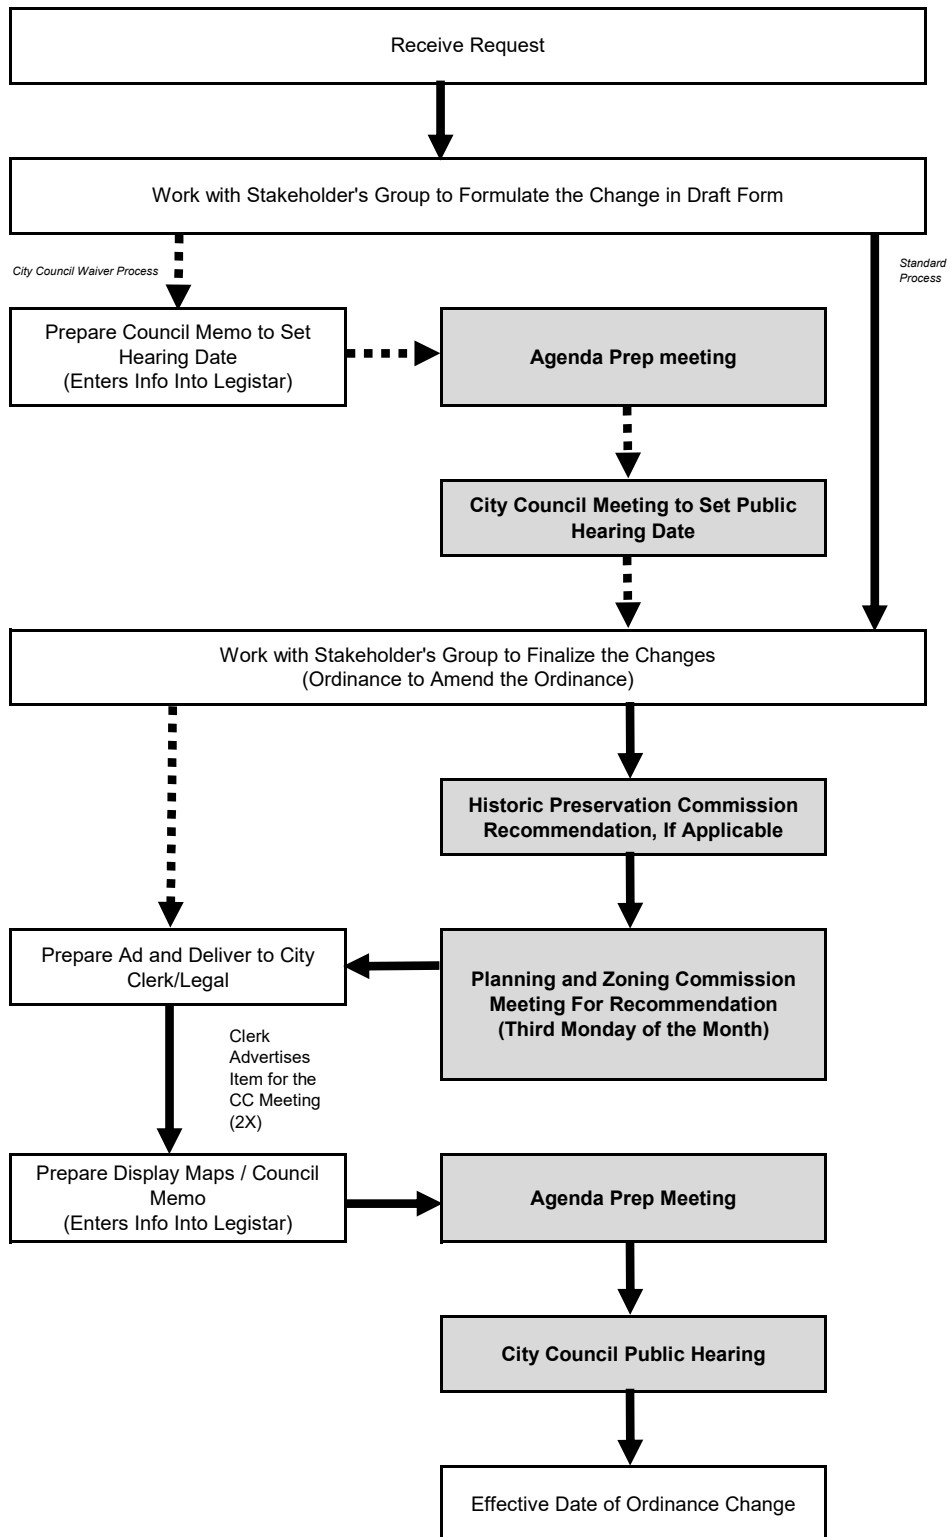 Receive Request
Work with Stakeholder's Group to Formulate the Change in Draft Form
City Council Waiver Process
Standard
Process
Prepare Council Memo to Set
Hearing Date
(Enters Info Into Legistar)
Agenda Prep meeting
City Council Meeting to Set Public
Hearing Date
Work with Stakeholder's Group to Finalize the Changes
(Ordinance to Amend the Ordinance)
Historic Preservation Commission
Recommendation, If Applicable
Prepare Ad and Deliver to City
Clerk/Legal
Planning and Zoning Commission
Meeting For Recommendation
(Third Monday of the Month)
Clerk
Advertises
Item for the
CC Meeting
(2X)
Prepare Display Maps / Council
Memo
(Enters Info Into Legistar)
Agenda Prep Meeting
City Council Public Hearing
Effective Date of Ordinance Change